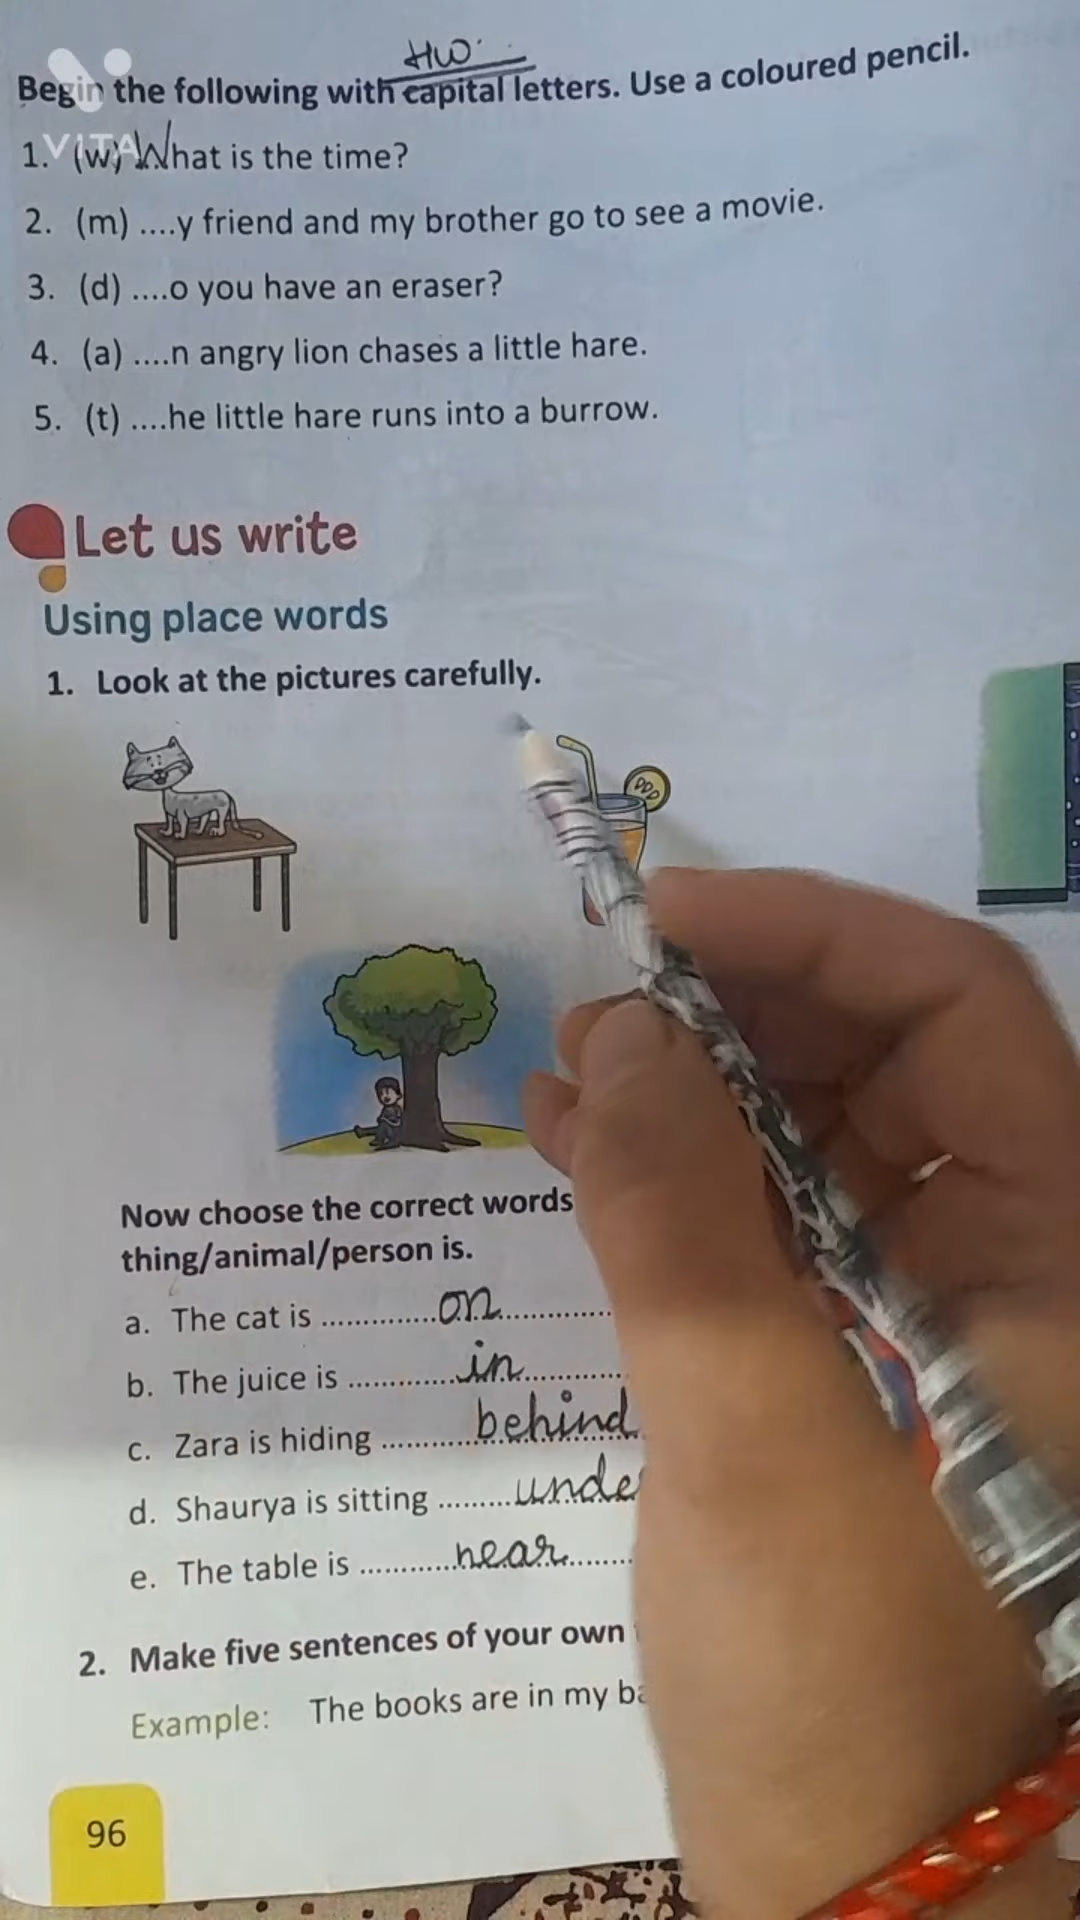 HW
Begin the following with capital letters. Use a coloured pencil.
VITA
1. (w) What is the time?
2. (m) ....y friend and my brother go to see a movie.
3. (d) ....o you have an eraser?
4. (a) ....n angry lion chases a little hare.
5. (t) ....he little hare runs into a burrow.
Let us write
Using place words
1. Look at the pictures carefully.
Now choose the correct words
thing/animal/person is.
a. The cat is .............on.............
b. The juice is ............in............
c. Zara is hiding ..........behind
d. Shaurya is sitting .........unde
e. The table is ...........near........
2. Make five sentences of your own
Example: The books are in my
96